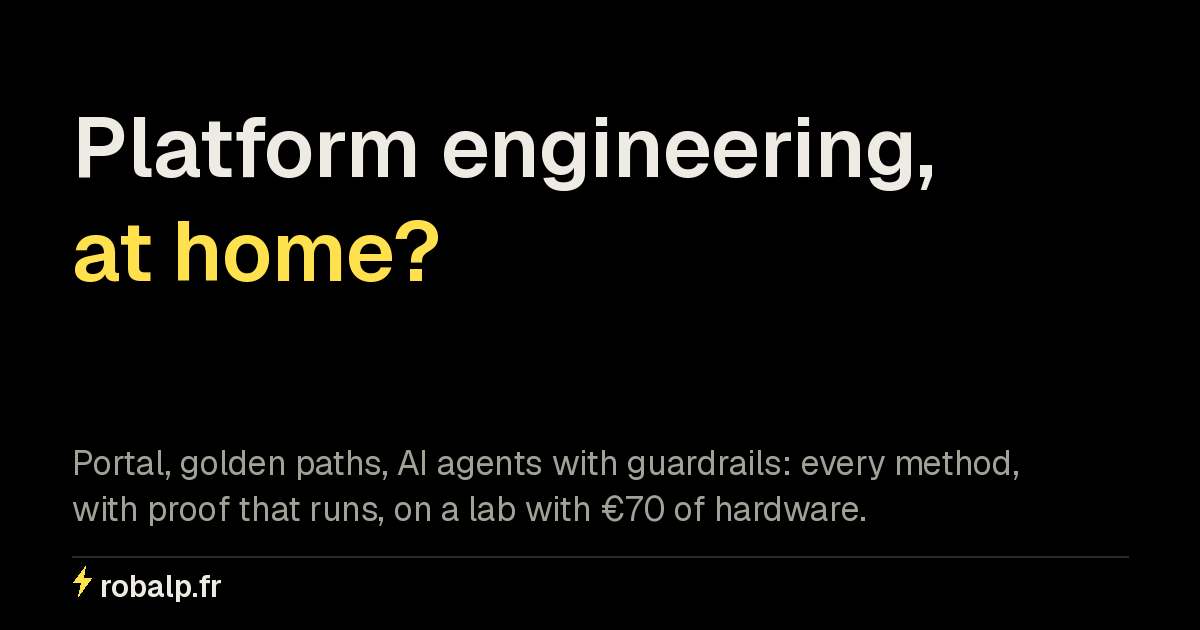 Platform engineering,
at home?
Portal, golden paths, AI agents with guardrails: every method,
with proof that runs, on a lab with €70 of hardware.
robalp.fr